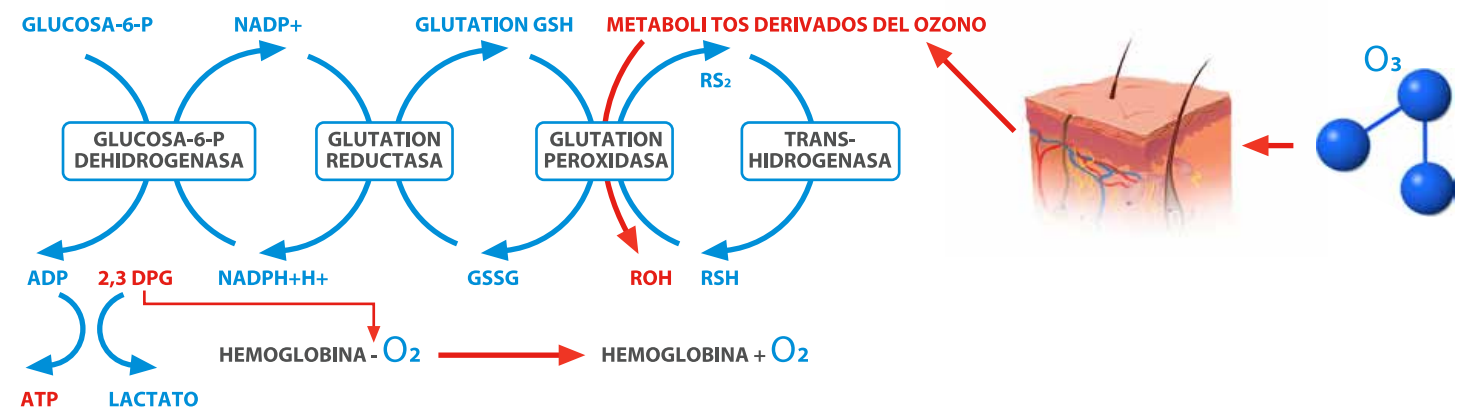 GLUCOSA-6-P NADP+ GLUTATION GSH METABOLI TOS DERIVADOS DEL OZONO
O3
RS2
GLUCOSA-6-P
DEHIDROGENASA
GLUTATION
REDUCTASA
GLUTATION
PEROXIDASA
TRANS-
HIDROGENASA
ADP 2,3 DPG NADPH+H+ GSSG ROH RSH
HEMOGLOBINA - O2 HEMOGLOBINA + O2
ATP LACTATO